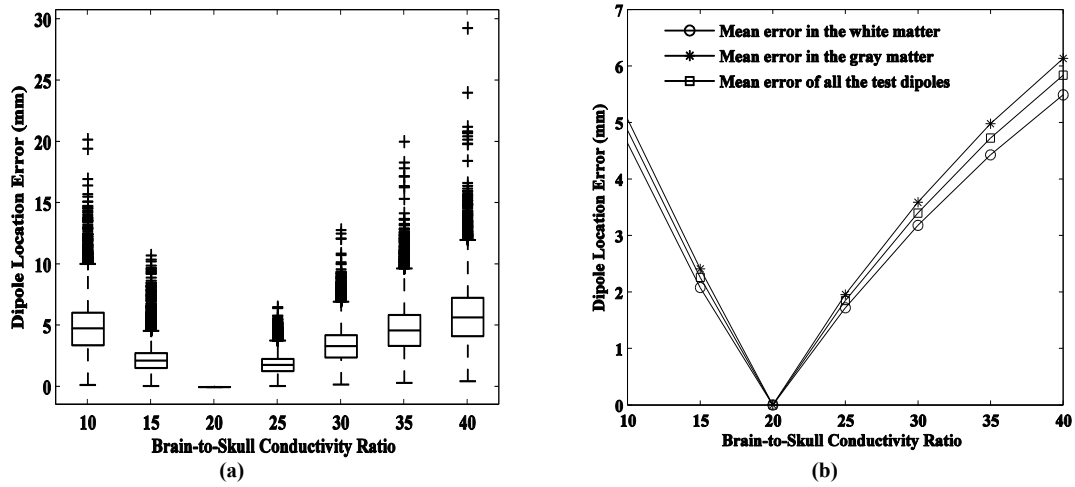 30
25
20
15
10
5
0
Dipole Location Error (mm)
10 15 20 25 30 35 40
Brain-to-Skull Conductivity Ratio
(a)
7
6
5
4
3
2
1
0
Dipole Location Error (mm)
Mean error in the white matter
Mean error in the gray matter
Mean error of all the test dipoles
10 15 20 25 30 35 40
Brain-to-Skull Conductivity Ratio
(b)